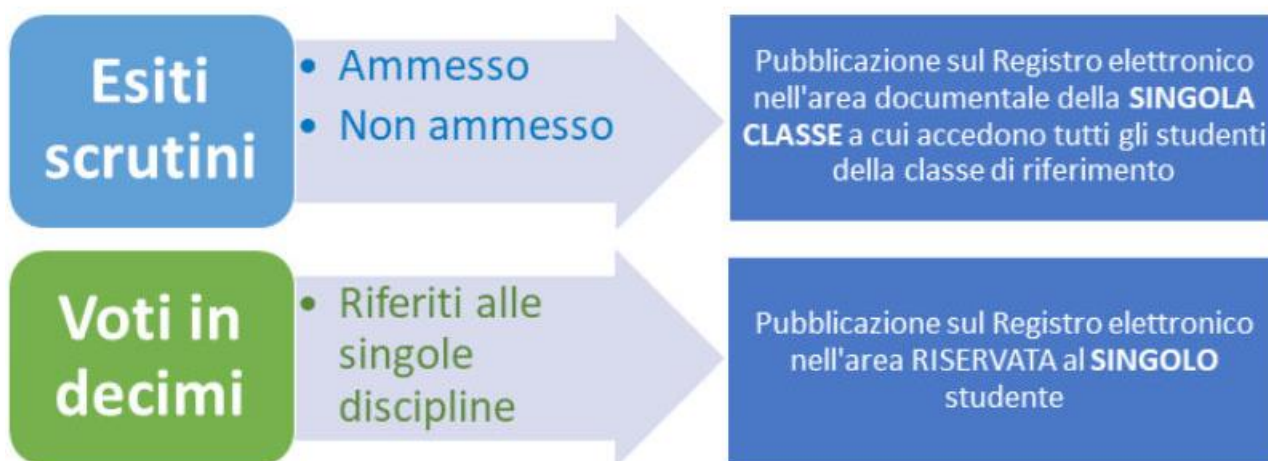 Esiti
scrutini
• Ammesso
• Non ammesso
Pubblicazione sul Registro elettronico
nell'area documentale della SINGOLA
CLASSE a cui accedono tutti gli studenti
della classe di riferimento
Voti in
decimi
• Riferiti alle
singole
discipline
Pubblicazione sul Registro elettronico
nell'area RISERVATA al SINGOLO
studente